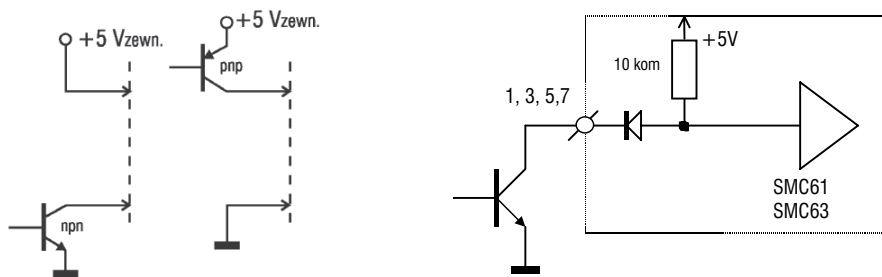 +5 Vzewn.
+5 Vzewn.
pnp
npn
+5V
10 kom
1, 3, 5,7
SMC61
SMC63